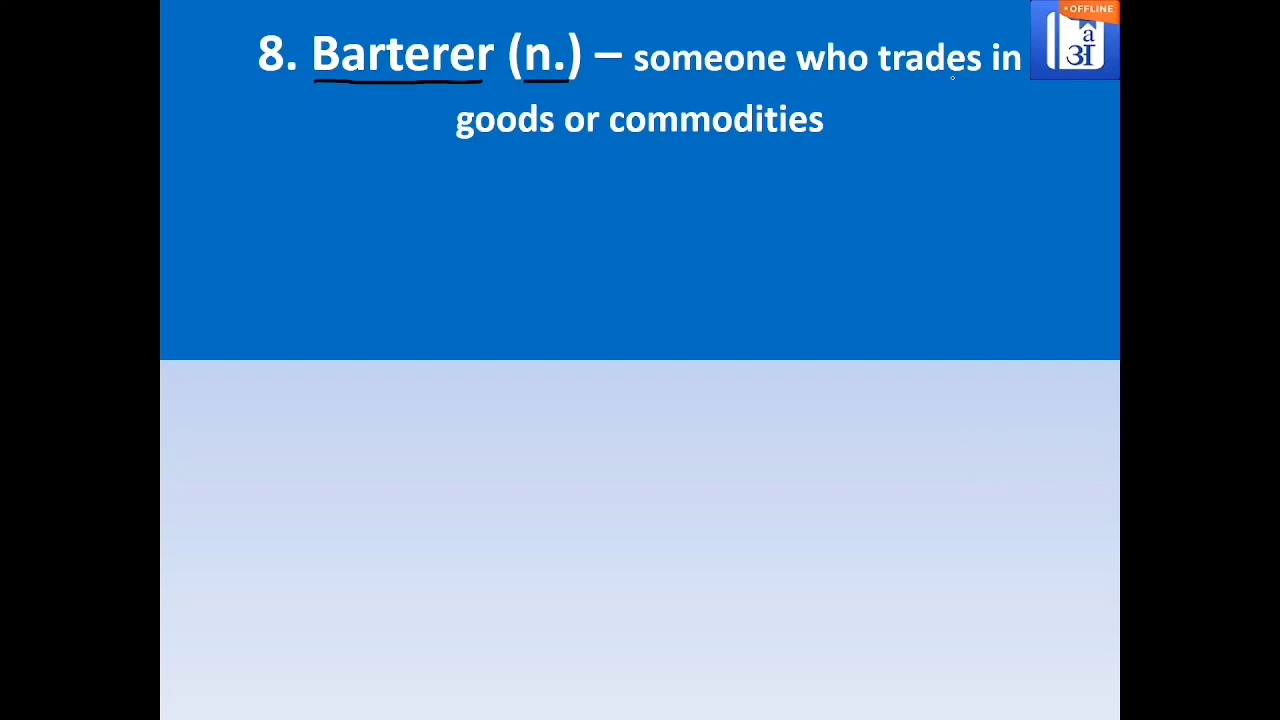 8. Barterer (n.) – someone who trades in
goods or commodities
• OFFLINE
a
अ